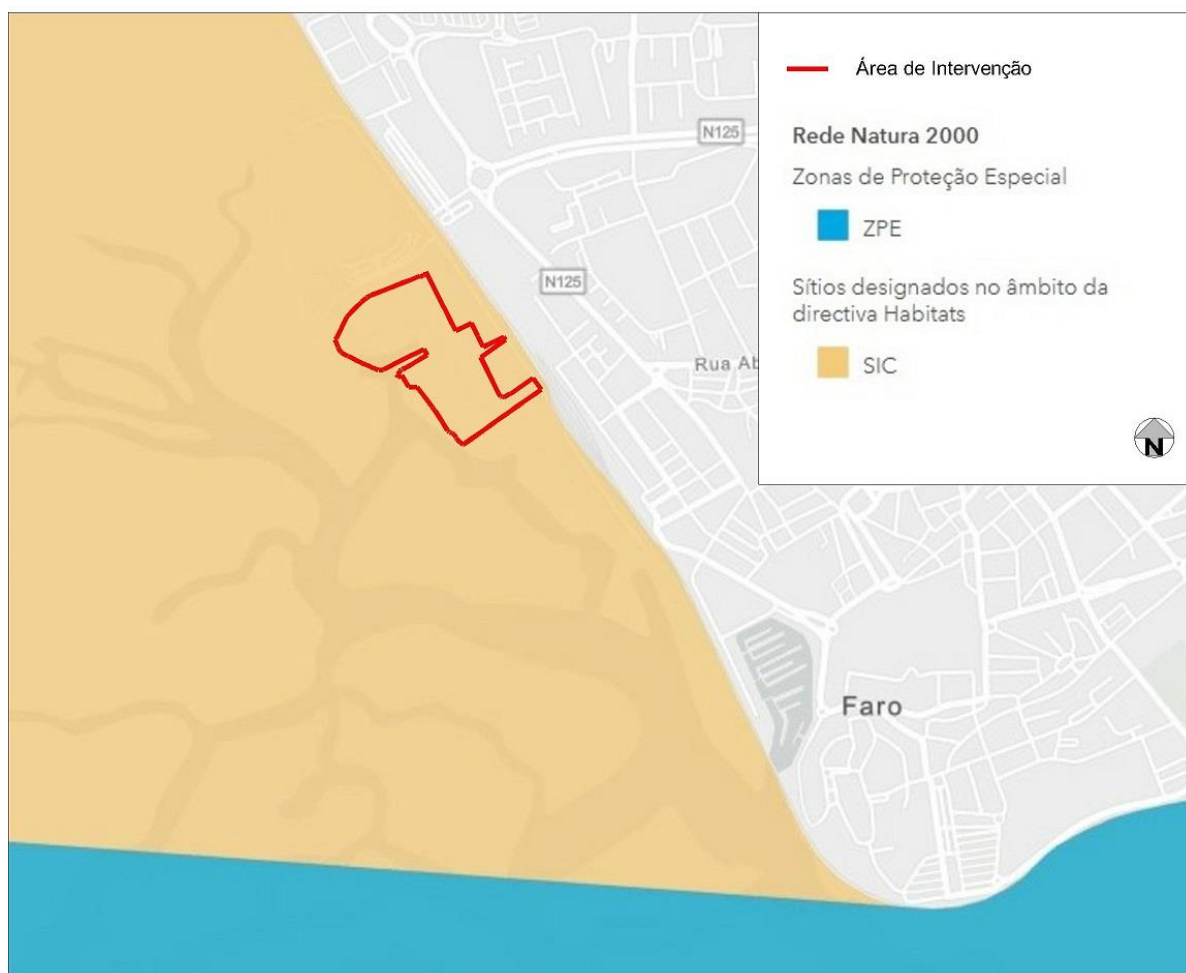 Área de Intervenção
Rede Natura 2000
Zonas de Proteção Especial
ZPE
Sítios designados no âmbito da
directiva Habitats
SIC
N
N125
N125
Rua Ab
Faro